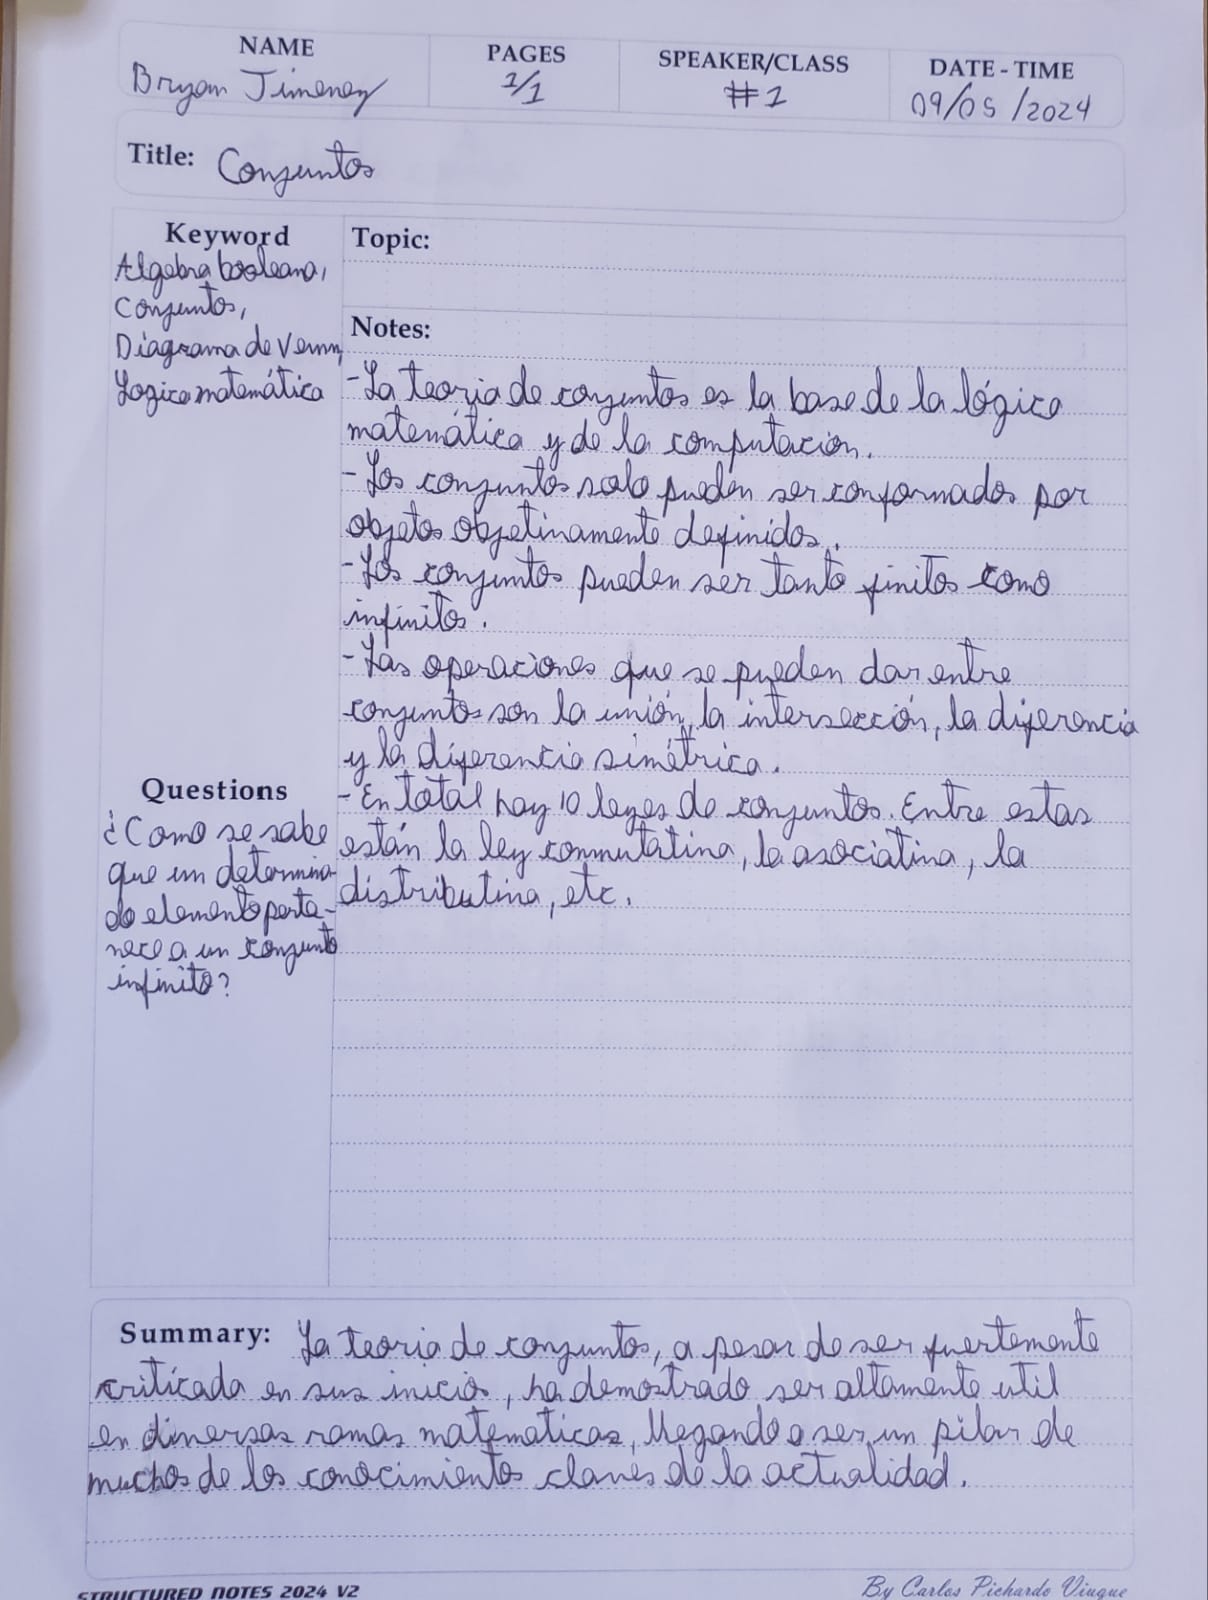 NAME
Bryan Jimenez
PAGES
1/1
SPEAKER/CLASS
#1
DATE - TIME
09/05/2024
Title: Conjuntos
Keyword
Algebra booleana,
Conjuntos,
Diagrama de Venn,
Logica matemática
Topic:
Notes:
-La teoria de conjuntos es la base de la lógica
matemática y de la computación.
- Los conjuntos solo pueden ser conformados por
objetos objetivamente definidos.
- Los conjuntos pueden ser tanto finitos como
infinitos.
- Las operaciones que se pueden dar entre
conjuntos son la unión, la intersección, la diferencia
y la diferencia simétrica.
- En total hay 10 leyes de conjuntos. Entre estas
están la ley conmutativa, la asociativa, la
distributiva, etc.
Questions
¿Como se sabe
que un determina-
do elemento perte-
nece a un conjunto
infinito?
Summary: La teoria de conjuntos, a pesar de ser fuertemente
criticada en sus inicios, ha demostrado ser altamente util
en diversas ramas matematicas, llegando a ser un pilar de
muchos de los conocimientos claves de la actualidad.
STRUCTURED NOTES 2024 V2
By Carlos Pichardo Viuque